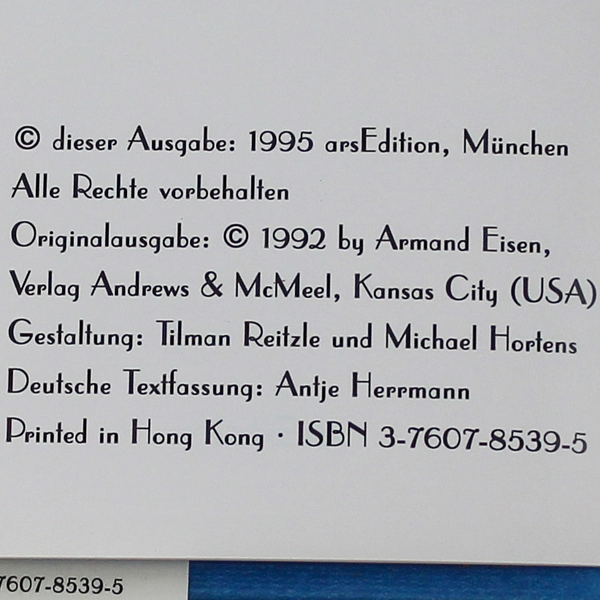 © dieser Ausgabe: 1995 arsEdition, München
Alle Rechte vorbehalten
Originalausgabe: © 1992 by Armand Eisen,
Verlag Andrews & McMeel, Kansas City (USA)
Gestaltung: Tilman Reitzle und Michael Hortens
Deutsche Textfassung: Antje Herrmann
Printed in Hong Kong · ISBN 3-7607-8539-5
7607-8539-5